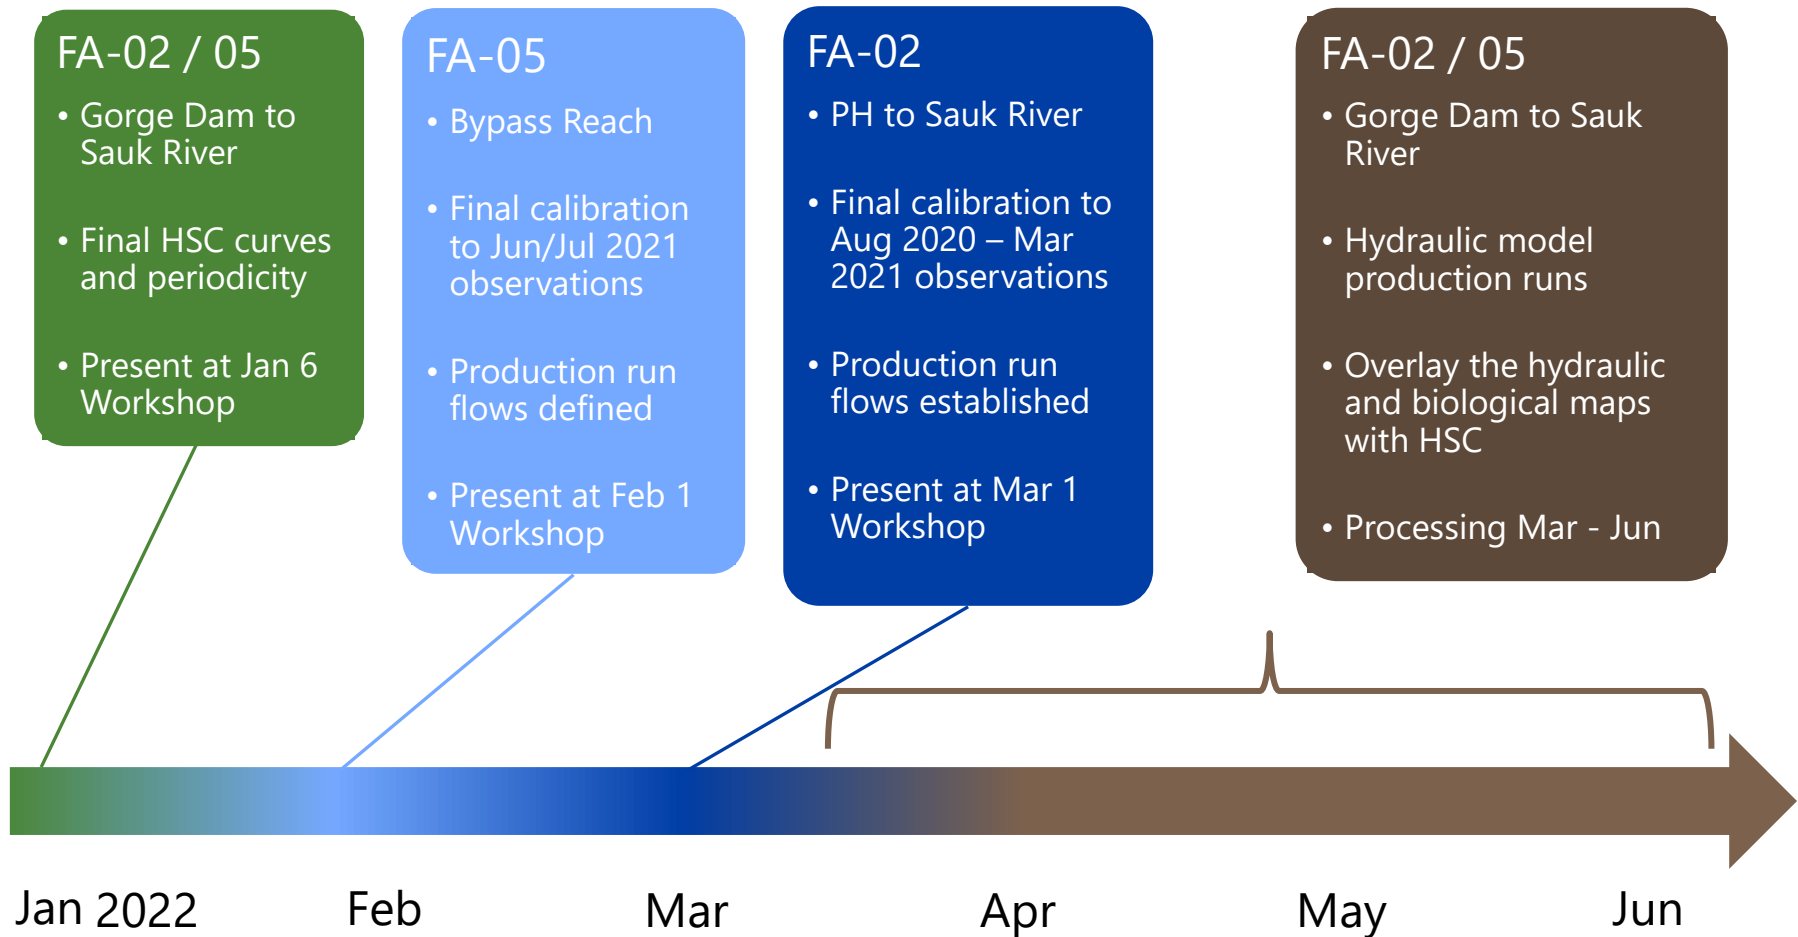 FA-02 / 05
• Gorge Dam to
Sauk River
• Final HSC curves
and periodicity
• Present at Jan 6
Workshop
FA-05
• Bypass Reach
• Final calibration
to Jun/Jul 2021
observations
• Production run
flows defined
• Present at Feb 1
Workshop
FA-02
• PH to Sauk River
• Final calibration to
Aug 2020 – Mar
2021 observations
• Production run
flows established
• Present at Mar 1
Workshop
FA-02 / 05
• Gorge Dam to Sauk
River
• Hydraulic model
production runs
• Overlay the hydraulic
and biological maps
with HSC
• Processing Mar - Jun
Jan 2022 Feb Mar Apr May Jun